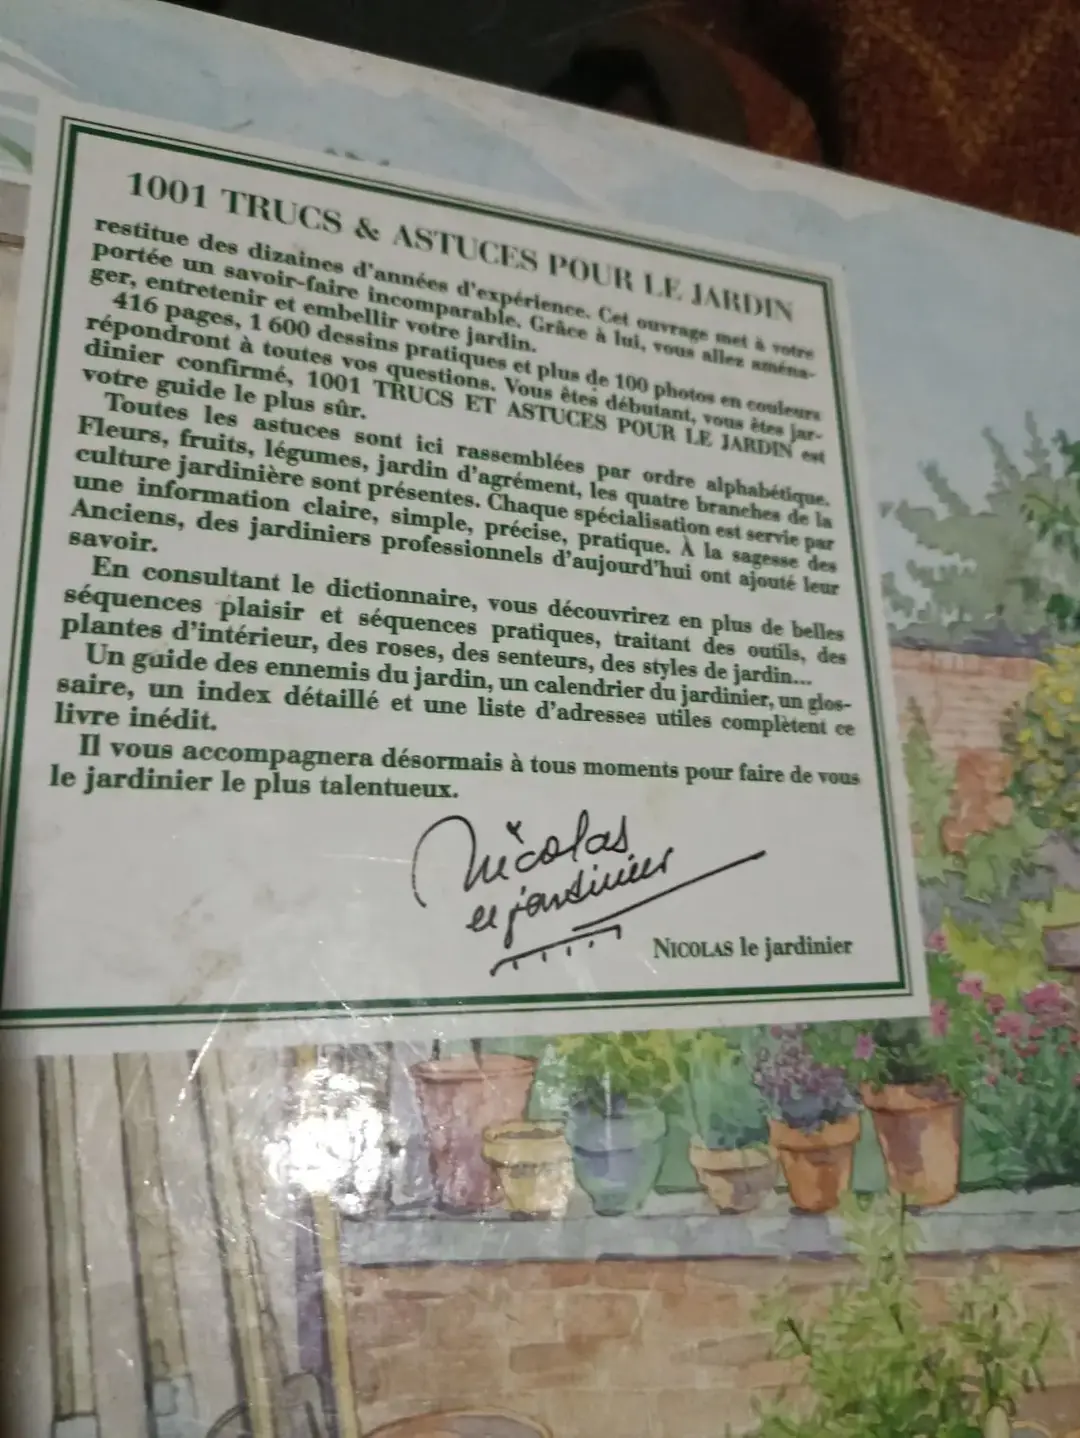 1001 TRUCS & ASTUCES POUR LE JARDIN
restitue des dizaines d'années d'expérience. Cet ouvrage met à votre
portée un savoir-faire incomparable. Grâce à lui, vous allez aména-
ger, entretenir et embellir votre jardin.
416 pages, 1 600 dessins pratiques et plus de 100 photos en couleurs
répondront à toutes vos questions. Vous êtes débutant, vous êtes jar-
dinier confirmé, 1001 TRUCS ET ASTUCES POUR LE JARDIN est
votre guide le plus sûr.
Toutes les astuces sont ici rassemblées par ordre alphabétique.
Fleurs, fruits, légumes, jardin d'agrément, les quatre branches de la
culture jardinière sont présentes. Chaque spécialisation est servie par
une information claire, simple, précise, pratique. À la sagesse des
Anciens, des jardiniers professionnels d'aujourd'hui ont ajouté leur
savoir.
En consultant le dictionnaire, vous découvrirez en plus de belles
séquences plaisir et séquences pratiques, traitant des outils, des
plantes d'intérieur, des roses, des senteurs, des styles de jardin...
Un guide des ennemis du jardin, un calendrier du jardinier, un glos-
saire, un index détaillé et une liste d'adresses utiles complètent ce
livre inédit.
Il vous accompagnera désormais à tous moments pour faire de vous
le jardinier le plus talentueux.
Nicolas
le jardinier
NICOLAS le jardinier